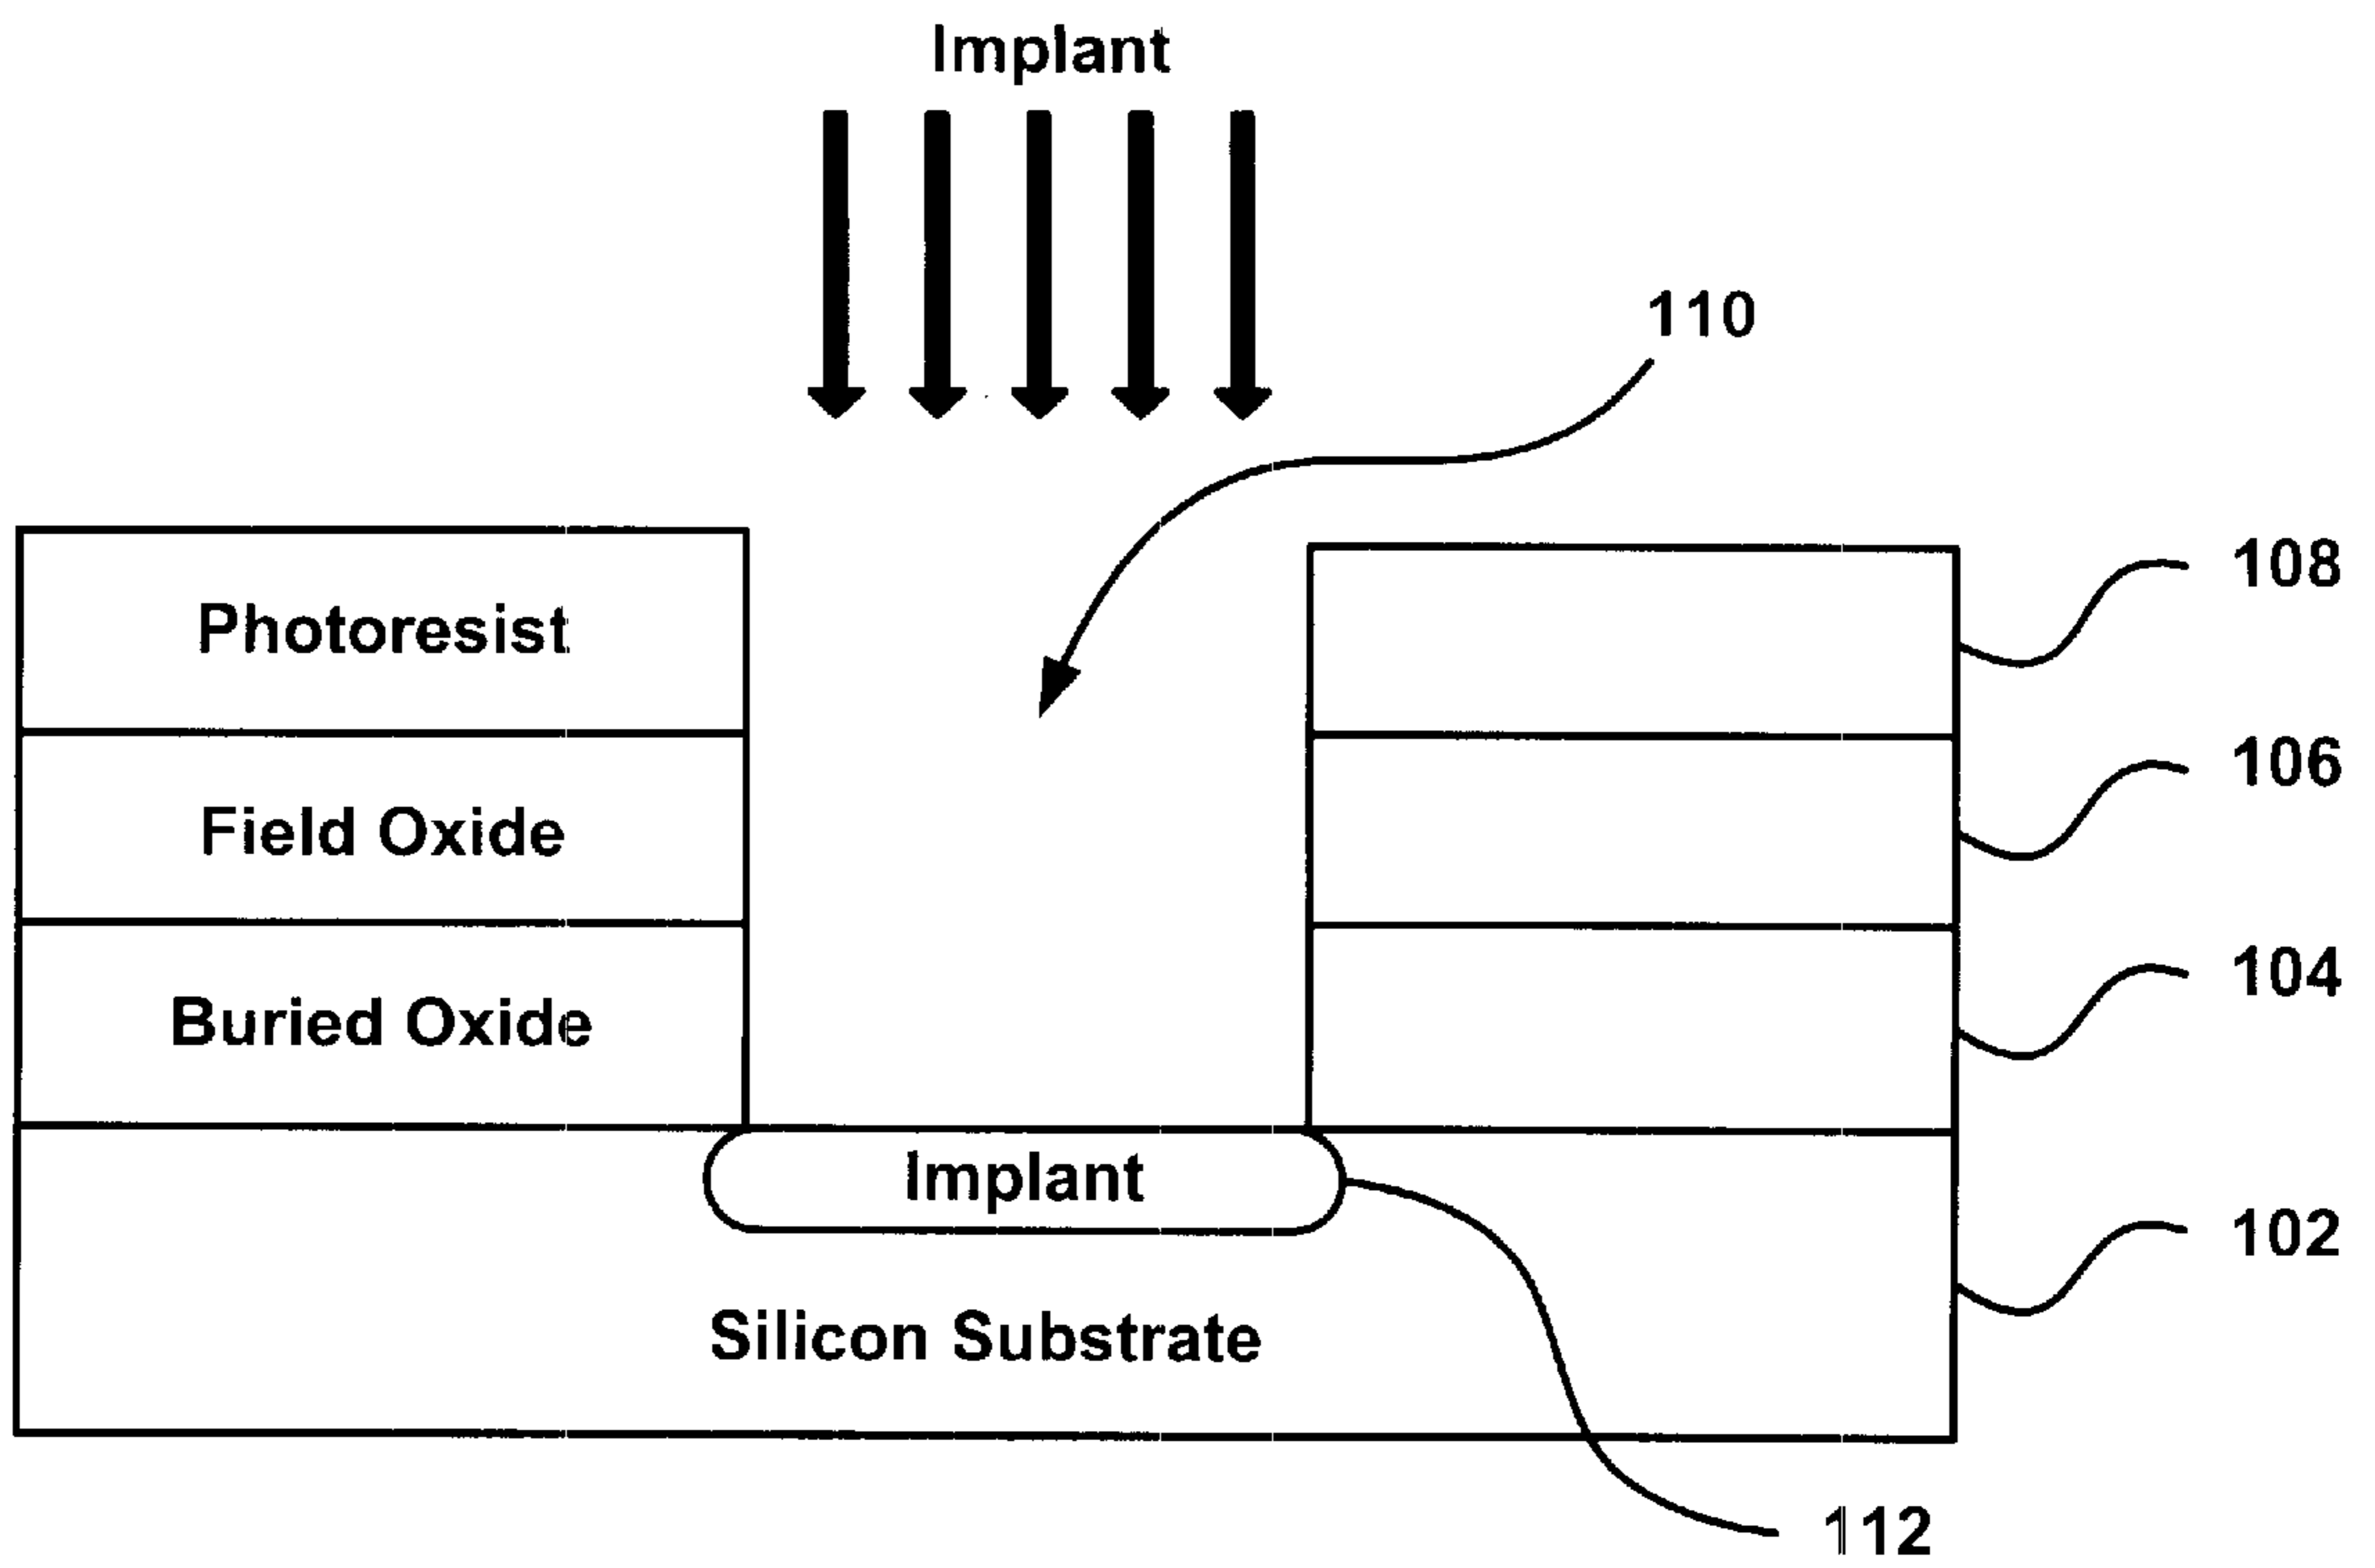 Implant
110
Photoresist
108
Field Oxide
106
Buried Oxide
104
Implant
102
Silicon Substrate
112